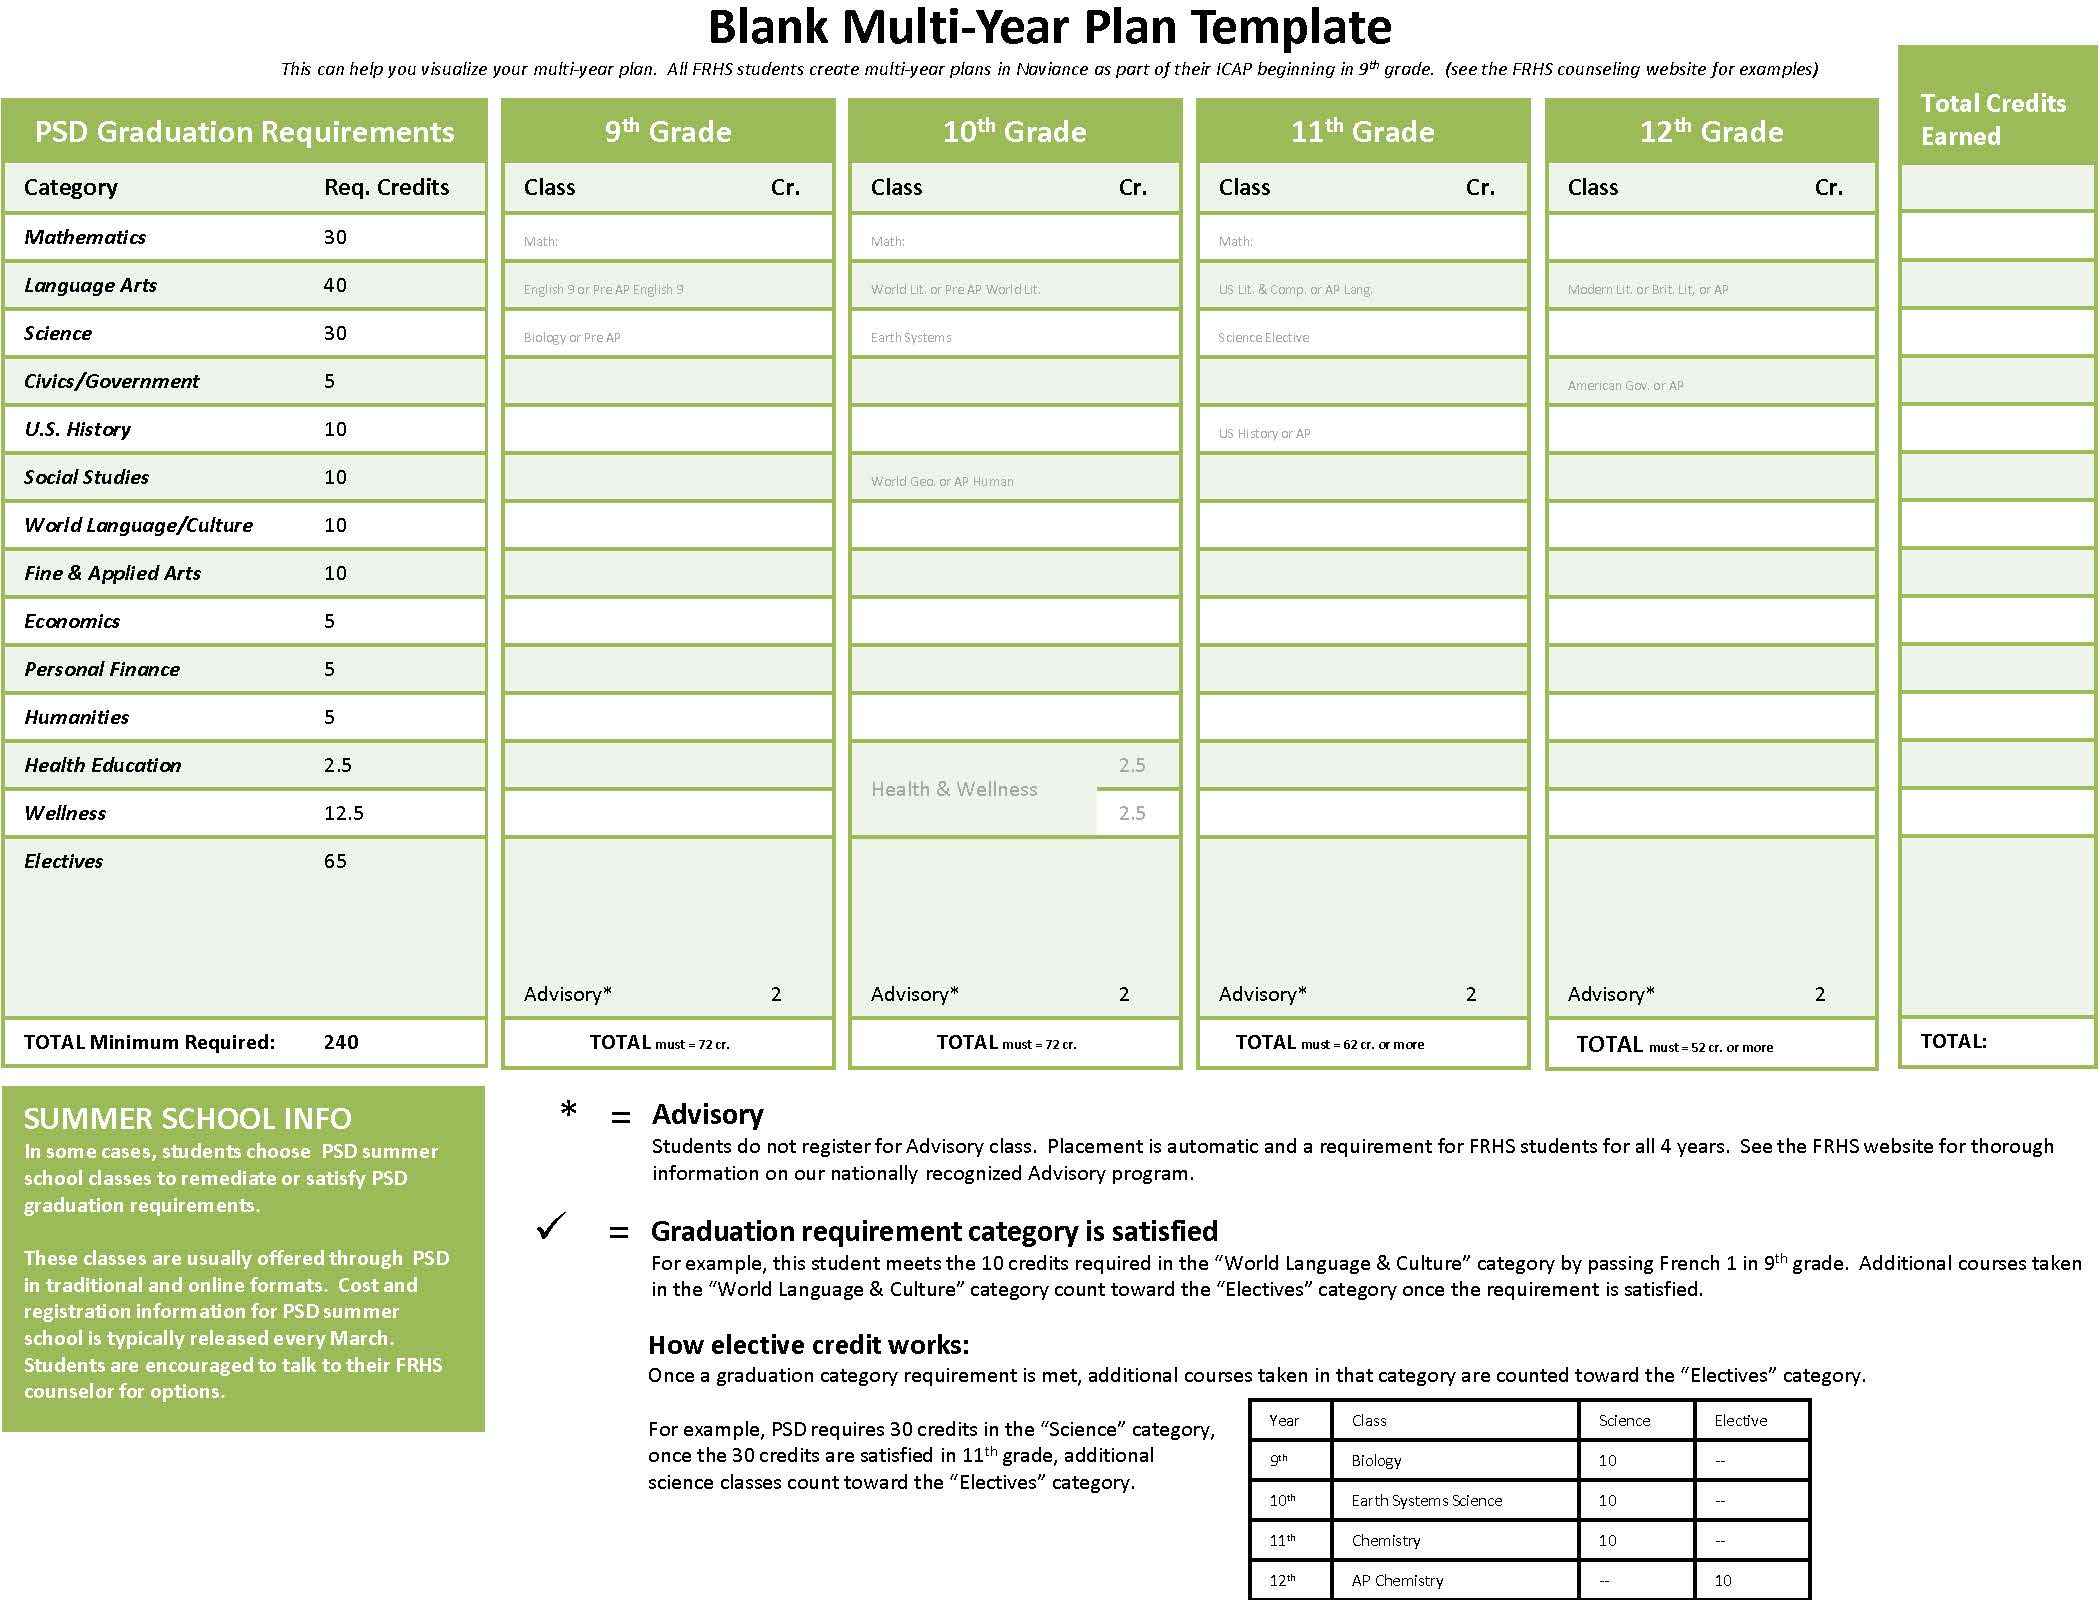 Blank Multi-Year Plan Template
This can help you visualize your multi-year plan.  All FRHS students create multi-year plans in Naviance as part of their ICAP beginning in 9th grade.  (see the FRHS counseling website for examples)
PSD Graduation Requirements 9th Grade 10th Grade 11th Grade 12th Grade Total Credits
Earned
Category Req. Credits Class Cr. Class Cr. Class Cr. Class Cr.
Mathematics 30 Math: Math: Math:
Language Arts 40 English 9 or Pre AP English 9 World Lit. or Pre AP World Lit. US Lit. & Comp. or AP Lang. Modern Lit. or Brit. Lit, or AP
Science 30 Biology or Pre AP Earth Systems Science Elective
Civics/Government 5 American Gov. or AP
U.S. History 10 US History or AP
Social Studies 10 World Geo. or AP Human
World Language/Culture 10
Fine & Applied Arts 10
Economics 5
Personal Finance 5
Humanities 5
Health Education 2.5 2.5
Health & Wellness
Wellness 12.5 2.5
Electives 65
Advisory* 2 Advisory* 2 Advisory* 2 Advisory* 2
TOTAL Minimum Required: 240 TOTAL must = 72 cr. TOTAL must = 72 cr. TOTAL must = 62 cr. or more TOTAL must = 52 cr. or more TOTAL:
SUMMER SCHOOL INFO
In some cases, students choose  PSD summer
school classes to remediate or satisfy PSD
graduation requirements.
These classes are usually offered through  PSD
in traditional and online formats.  Cost and
registration information for PSD summer
school is typically released every March.
Students are encouraged to talk to their FRHS
counselor for options.
* = Advisory
Students do not register for Advisory class.  Placement is automatic and a requirement for FRHS students for all 4 years.  See the FRHS website for thorough
information on our nationally recognized Advisory program.
✓ = Graduation requirement category is satisfied
For example, this student meets the 10 credits required in the “World Language & Culture” category by passing French 1 in 9th grade.  Additional courses taken
in the “World Language & Culture” category count toward the “Electives” category once the requirement is satisfied.
How elective credit works:
Once a graduation category requirement is met, additional courses taken in that category are counted toward the “Electives” category.
For example, PSD requires 30 credits in the “Science” category,
once the 30 credits are satisfied in 11th grade, additional
science classes count toward the “Electives” category.
Year Class Science Elective
9th Biology 10 --
10th Earth Systems Science 10 --
11th Chemistry 10 --
12th AP Chemistry -- 10